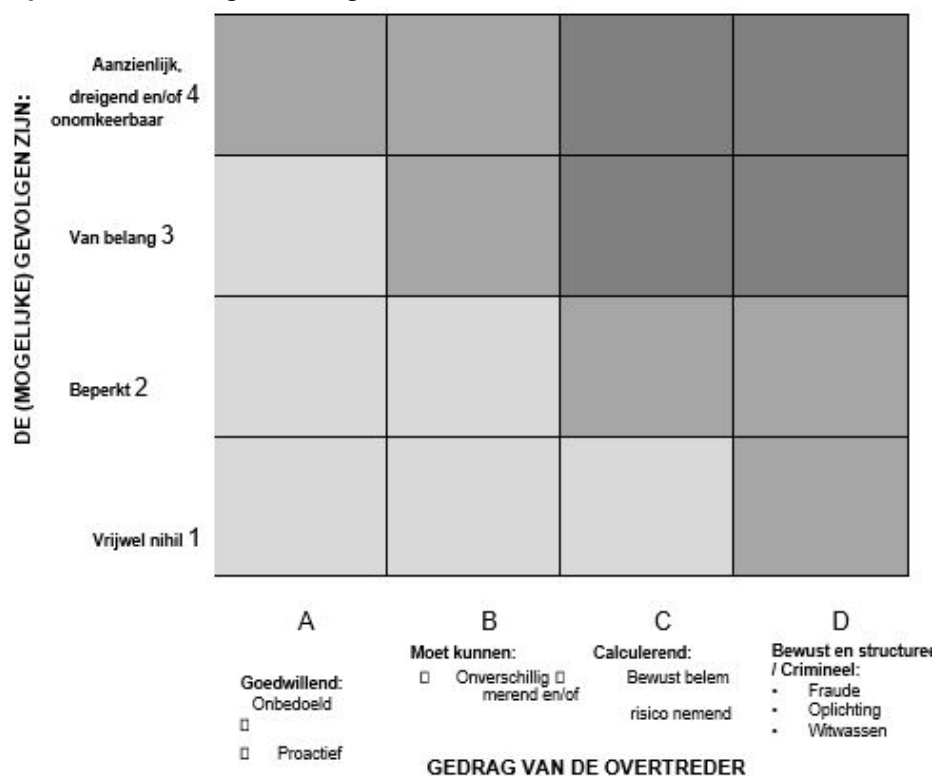 DE (MOGELIJKE) GEVOLGEN ZIJN:
Aanzienlijk,
dreigend en/of 4
onomkeerbaar
Van belang 3
Beperkt 2
Vrijwel nihil 1
A
Goedwillend:
Onbedoeld
Proactief
B
Moet kunnen:
Onverschillig
merend en/of
C
Calculerend:
Bewust belem
risico nemend
D
Bewust en structuree
/ Crimineel:
• Fraude
• Oplichting
• Witwassen
GEDRAG VAN DE OVERTREDER